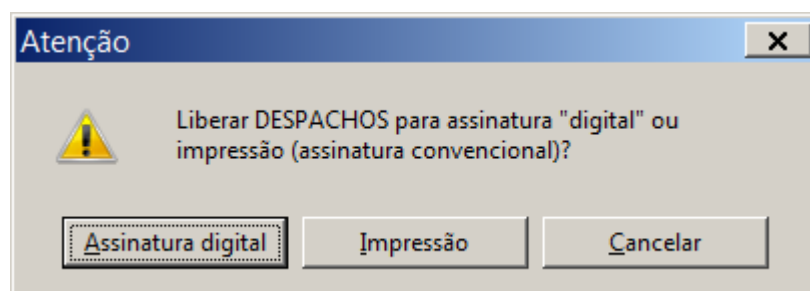 Atenção
Liberar DESPACHOS para assinatura "digital" ou
impressão (assinatura convencional)?
Assinatura digital Impressão Cancelar